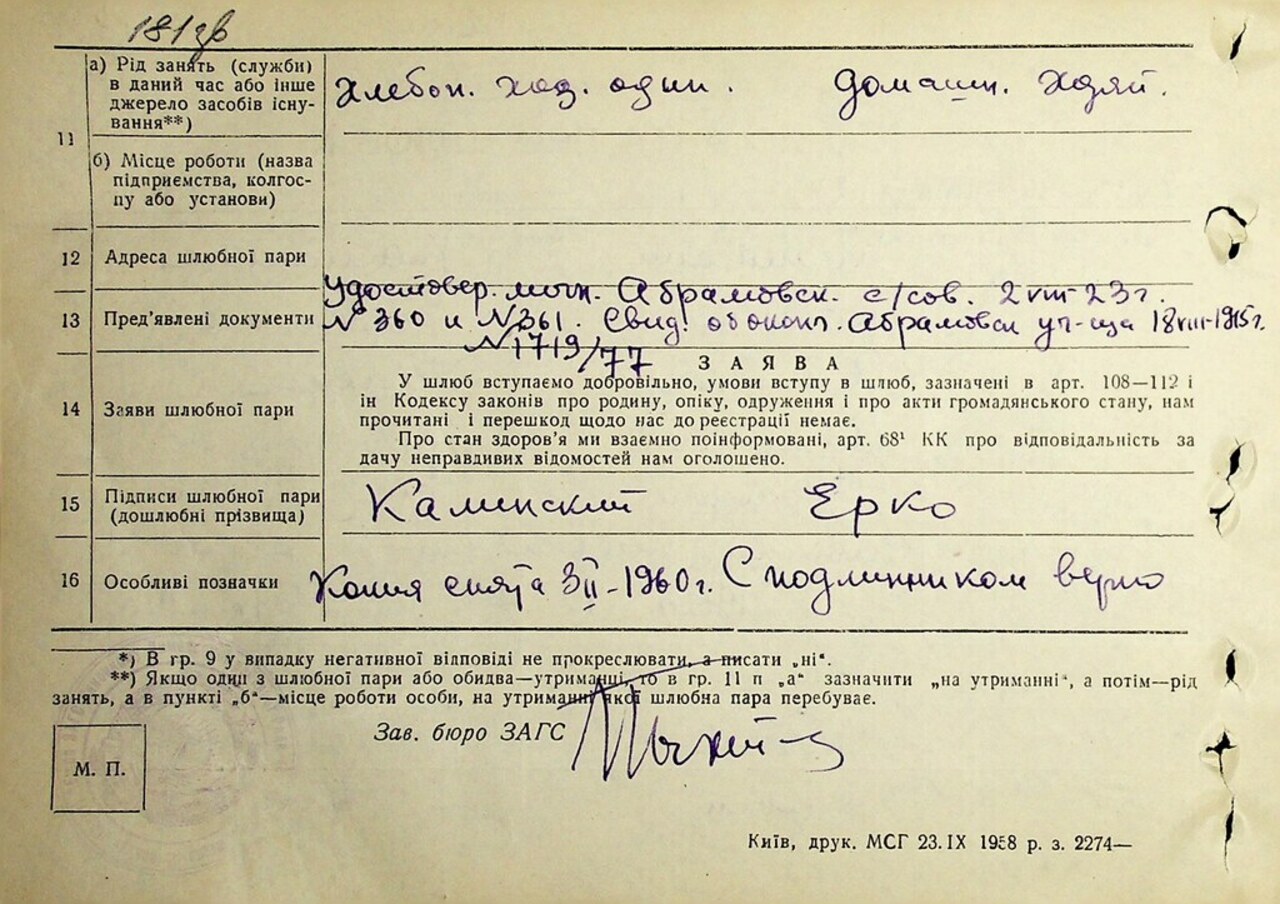 181зв
11
а) Рід занять (служби)
в даний час або інше
джерело засобів існу-
вання**)
Хлебоп. хоз. один. Домашн. хозяй.
б) Місце роботи (назва
підприємства, колгос-
пу або установи)
12 Адреса шлюбної пари
13 Пред'явлені документи
Удостовер. личн. Абрамовск. с/сов. 2 VIII-23 г.
N 360 и N 361. Свид. об оконч. Абрамовск уч-ща 18 VIII-1915 г.
N 1719/77
14 Заяви шлюбної пари
ЗАЯВА
У шлюб вступаємо добровільно, умови вступу в шлюб, зазначені в арт. 108—112 і
ін Кодексу законів про родину, опіку, одруження і про акти громадянського стану, нам
прочитані і перешкод щодо нас до реєстрації немає.
Про стан здоров'я ми взаємно поінформовані, арт. 68¹ КК про відповідальність за
дачу неправдивих відомостей нам оголошено.
15 Підписи шлюбної пари
(дошлюбні прізвища)
Каминский Ерко
16 Особливі позначки
Копия снята 3 II-1960 г. С подлинником верно
*) В гр. 9 у випадку негативної відповіді не прокреслювати, а писати „ні“.
**) Якщо один з шлюбної пари або обидва—утриманці, то в гр. 11 п „а“ зазначити „на утриманні“, а потім—рід
занять, а в пункті „б“—місце роботи особи, на утриманні якої шлюбна пара перебуває.
Зав. бюро ЗАГС
М. П.
Київ, друк. МСГ 23.IX 1958 р. з. 2274—